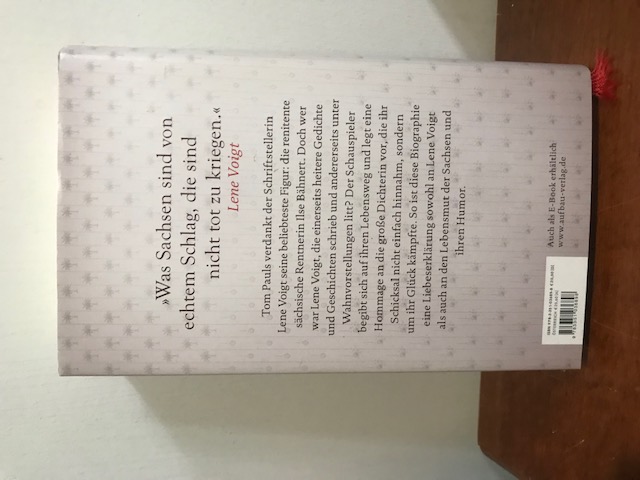 »Was Sachsen sind von
echtem Schlag, die sind
nicht tot zu kriegen.«
Lene Voigt
Tom Pauls verdankt der Schriftstellerin
Lene Voigt seine beliebteste Figur: die renitente
sächsische Rentnerin Ilse Bähnert. Doch wer
war Lene Voigt, die einerseits heitere Gedichte
und Geschichten schrieb und andererseits unter
Wahnvorstellungen litt? Der Schauspieler
begibt sich auf ihren Lebensweg und legt eine
Hommage an die große Dichterin vor, die ihr
Schicksal nicht einfach hinnahm, sondern
um ihr Glück kämpfte. So ist diese Biographie
eine Liebeserklärung sowohl an Lene Voigt
als auch an den Lebensmut der Sachsen und
ihren Humor.
Auch als E-Book erhältlich
www.aufbau-verlag.de